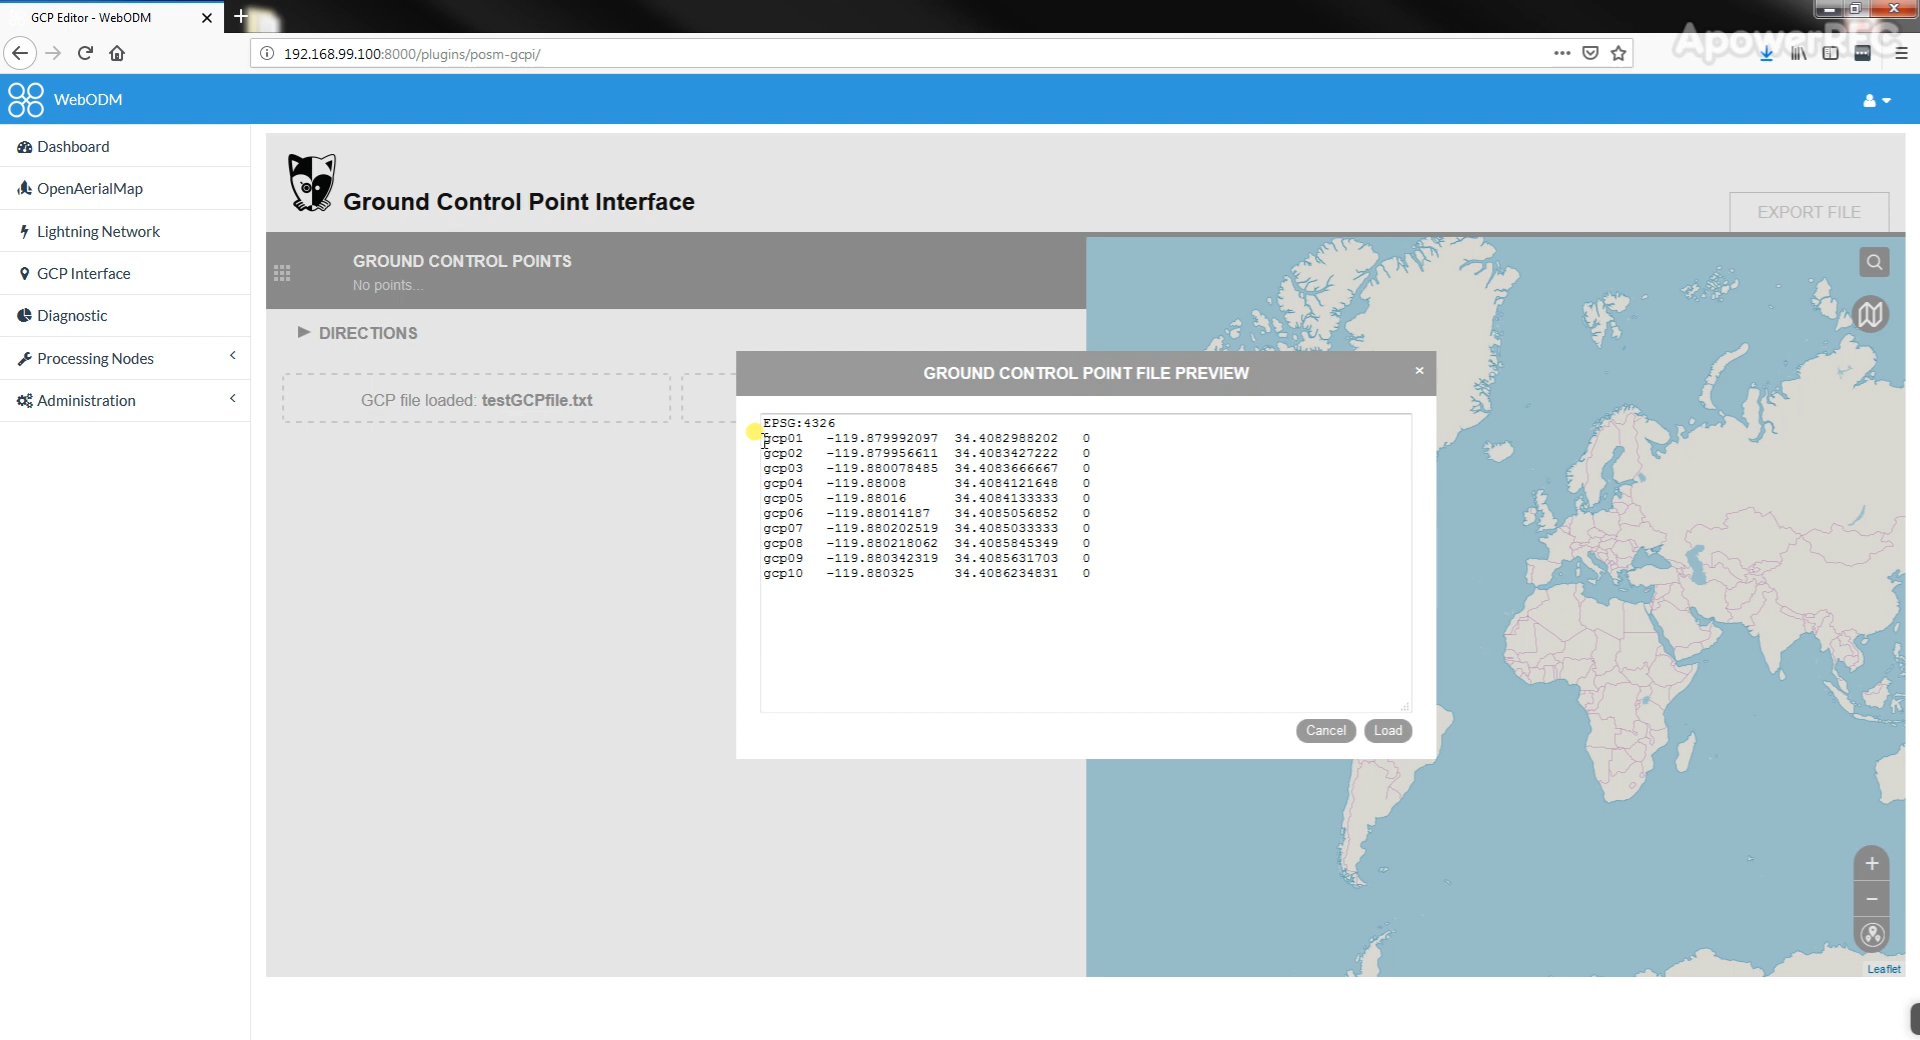 GCP Editor - WebODM
ApowerREC
192.168.99.100:8000/plugins/posm-gcpi/
WebODM
Dashboard
OpenAerialMap
Lightning Network
GCP Interface
Diagnostic
Processing Nodes
Administration
Ground Control Point Interface
EXPORT FILE
GROUND CONTROL POINTS
No points...
DIRECTIONS
GCP file loaded: testGCPfile.txt
GROUND CONTROL POINT FILE PREVIEW
EPSG:4326
gcp01 -119.879992097 34.4082988202 0
gcp02 -119.879956611 34.4083427222 0
gcp03 -119.880078485 34.4083666667 0
gcp04 -119.88008 34.4084121648 0
gcp05 -119.88016 34.4084133333 0
gcp06 -119.88014187 34.4085056852 0
gcp07 -119.880202519 34.4085033333 0
gcp08 -119.880218062 34.4085845349 0
gcp09 -119.880342319 34.4085631703 0
gcp10 -119.880325 34.4086234831 0
Cancel
Load
Leaflet